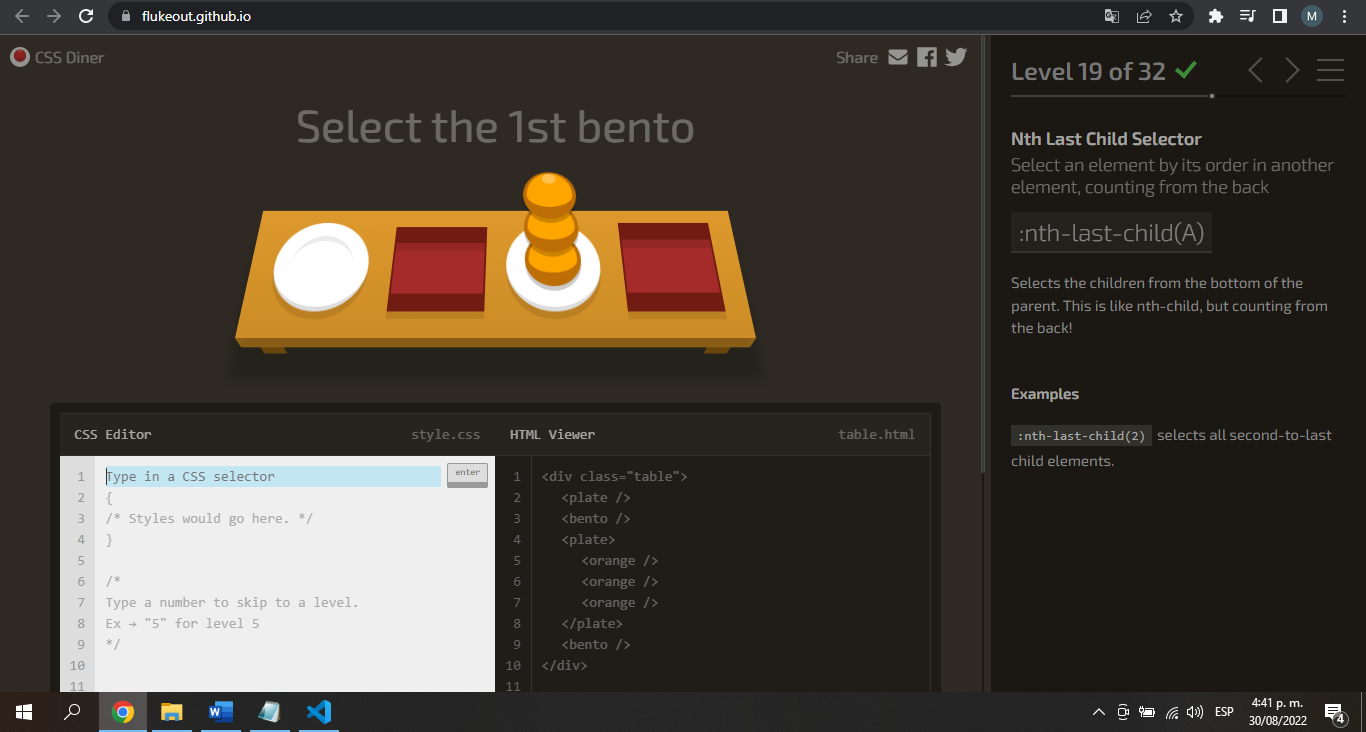 flukeout.github.io
M
CSS Diner
Share
Select the 1st bento
CSS Editor
style.css
1 Type in a CSS selector
enter
2 {
3 /* Styles would go here. */
4 }
5
6 /*
7 Type a number to skip to a level.
8 Ex → "5" for level 5
9 */
10
11
HTML Viewer
table.html
1 <div class="table">
2 <plate />
3 <bento />
4 <plate>
5 <orange />
6 <orange />
7 <orange />
8 </plate>
9 <bento />
10 </div>
11
Level 19 of 32
Nth Last Child Selector
Select an element by its order in another
element, counting from the back
:nth-last-child(A)
Selects the children from the bottom of the
parent. This is like nth-child, but counting from
the back!
Examples
:nth-last-child(2) selects all second-to-last
child elements.
ESP
4:41 p. m.
30/08/2022
4